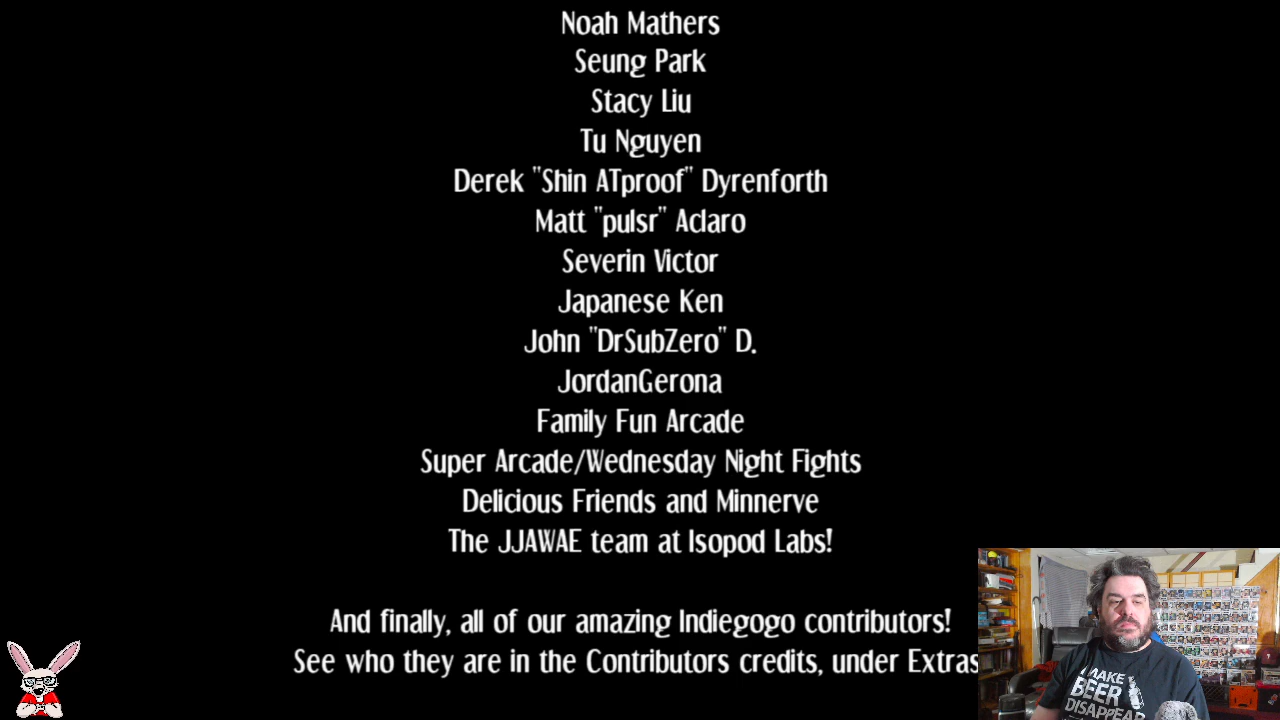 Noah Mathers
Seung Park
Stacy Liu
Tu Nguyen
Derek "Shin ATproof" Dyrenforth
Matt "pulsr" Aclaro
Severin Victor
Japanese Ken
John "DrSubZero" D.
JordanGerona
Family Fun Arcade
Super Arcade/Wednesday Night Fights
Delicious Friends and Minnerve
The JJAWAE team at Isopod Labs!
And finally, all of our amazing Indiegogo contributors!
See who they are in the Contributors credits, under Extras
MAKE
BEER
DISAPPEAR